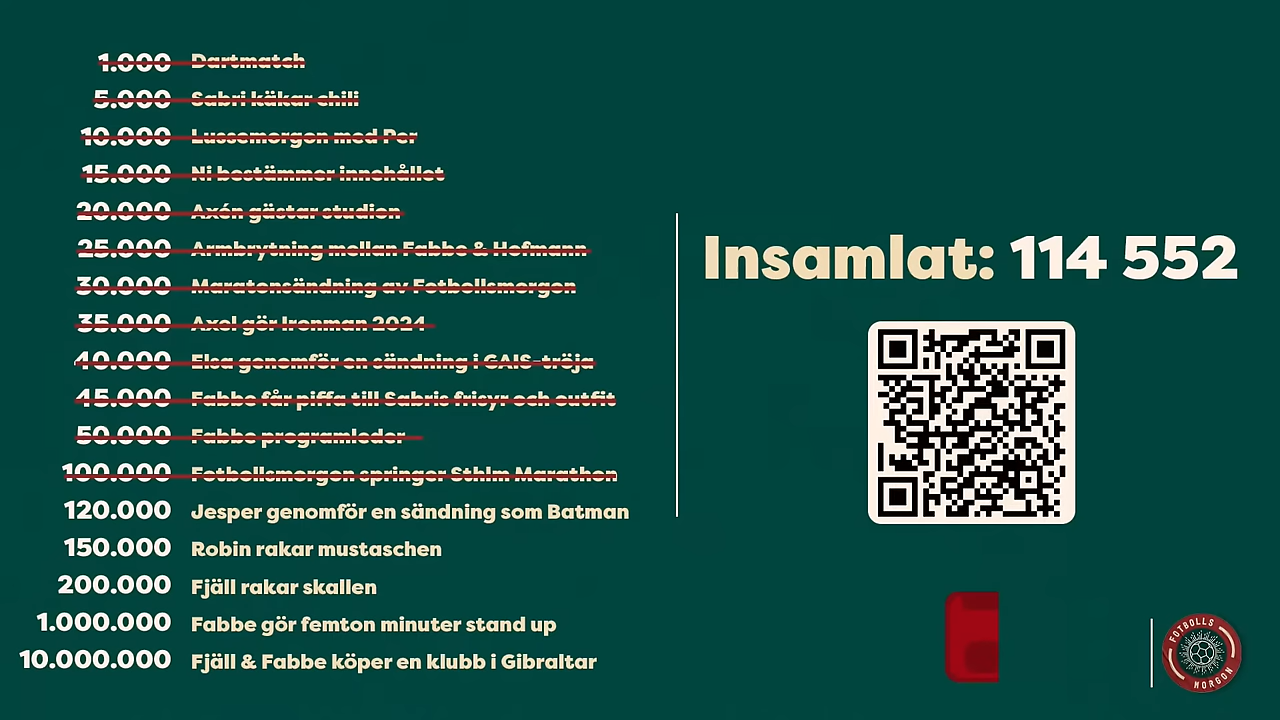 1.000 Dartmatch
5.000 Sabri käkar chili
10.000 Lussemorgon med Per
15.000 Ni bestämmer innehållet
20.000 Axén gästar studion
25.000 Armbrytning mellan Fabbe & Hofmann
30.000 Maratonsändning av Fotbollsmorgon
35.000 Axel gör Ironman 2024
40.000 Elsa genomför en sändning i GAIS-tröja
45.000 Fabbe får piffa till Sabris frisyr och outfit
50.000 Fabbe programleder
100.000 Fotbollsmorgon springer Sthlm Marathon
120.000 Jesper genomför en sändning som Batman
150.000 Robin rakar mustaschen
200.000 Fjäll rakar skallen
1.000.000 Fabbe gör femton minuter stand up
10.000.000 Fjäll & Fabbe köper en klubb i Gibraltar
Insamlat: 114 552
FOTBOLLS
MORGON